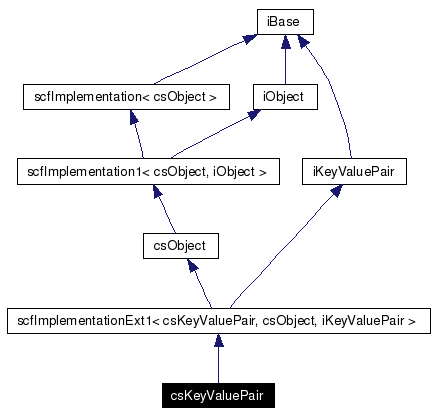 iBase
scfImplementation< csObject >
iObject
scfImplementation1< csObject, iObject >
iKeyValuePair
csObject
scfImplementationExt1< csKeyValuePair, csObject, iKeyValuePair >
csKeyValuePair